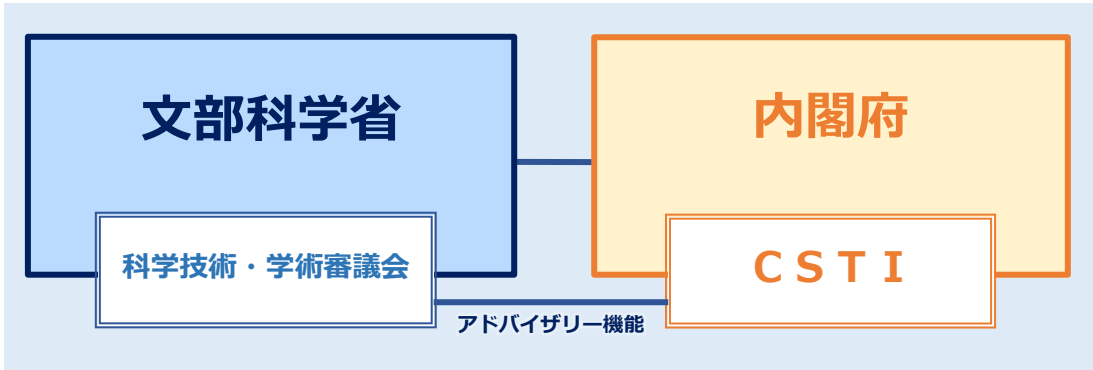 文部科学省
内閣府
科学技術・学術審議会
ＣＳＴＩ
アドバイザリー機能